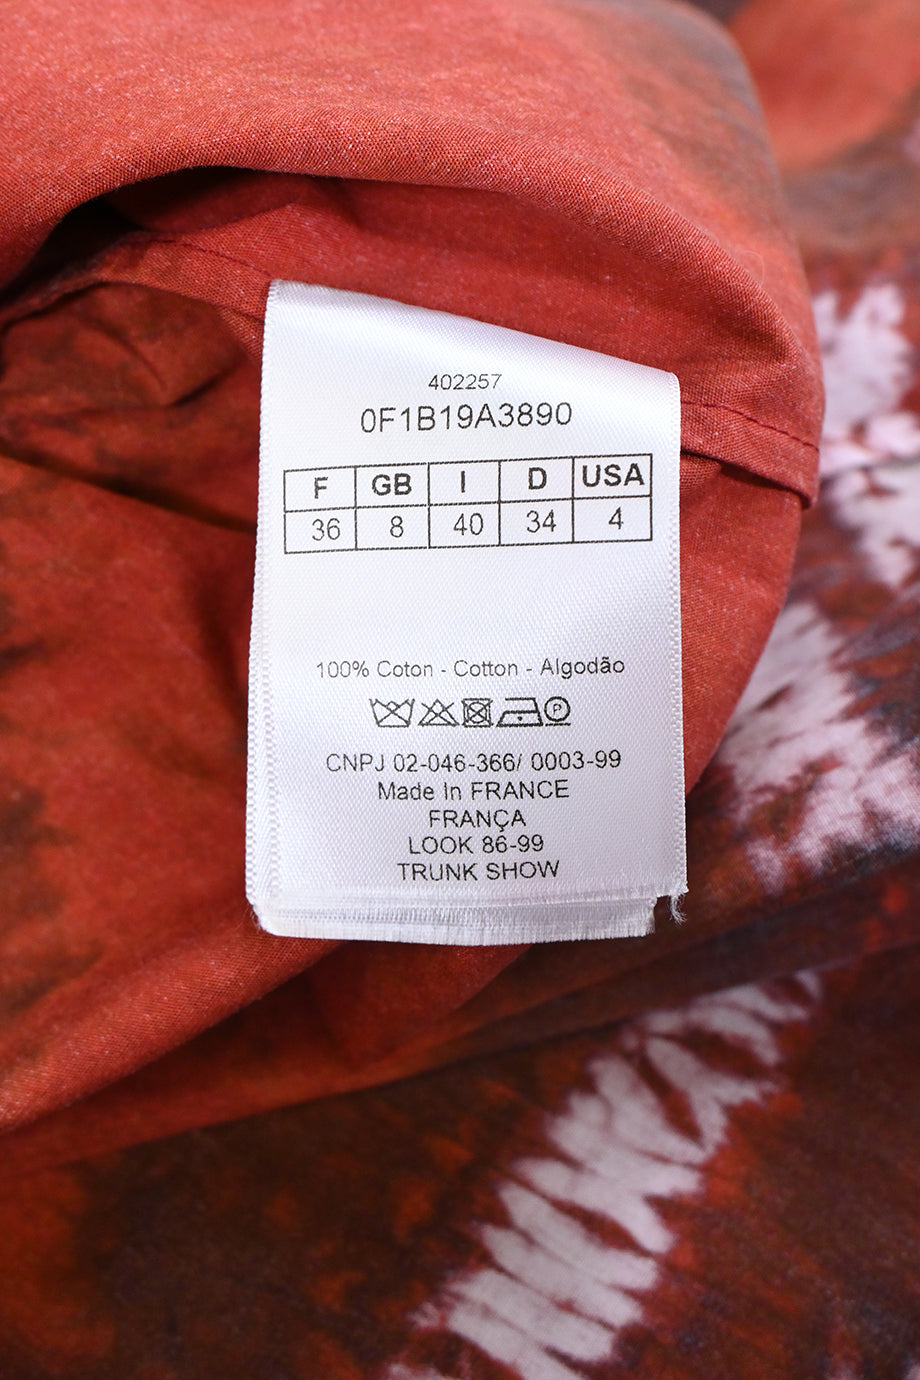 402257
0F1B19A3890
F GB I D USA
36 8 40 34 4
100% Coton - Cotton - Algodão
P
CNPJ 02-046-366/ 0003-99
Made In FRANCE
FRANÇA
LOOK 86-99
TRUNK SHOW